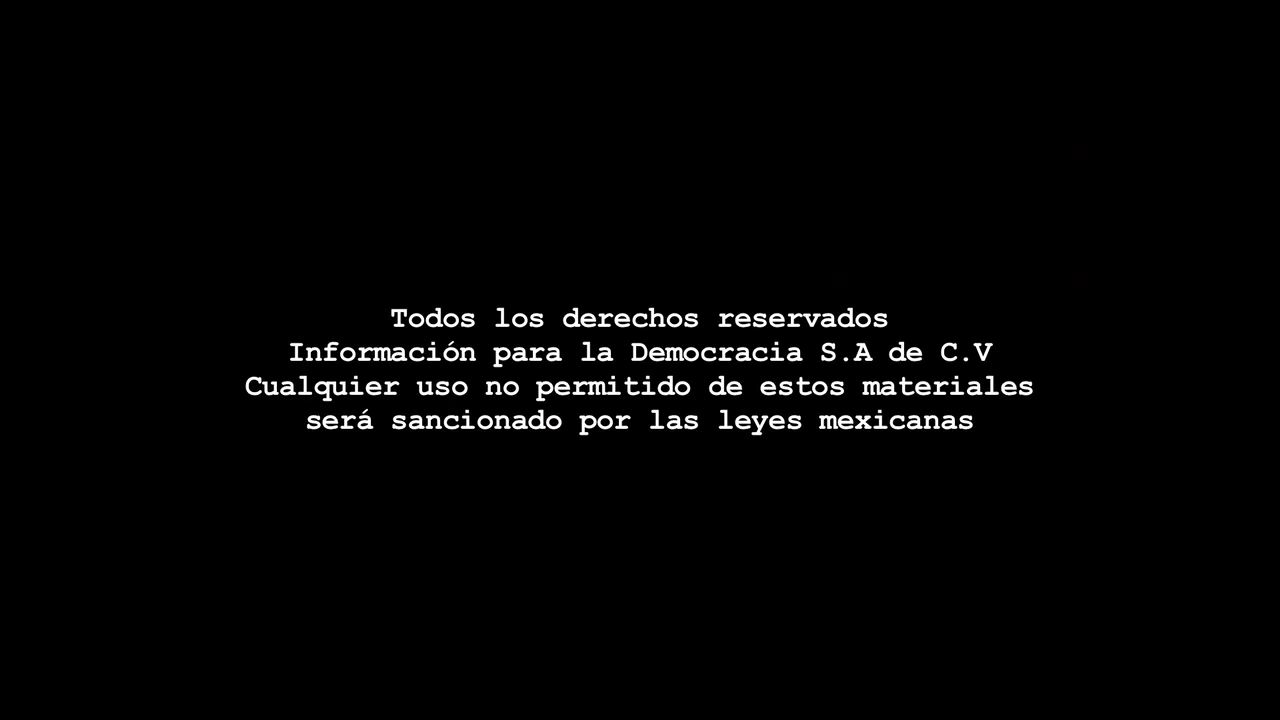 Todos los derechos reservados
Información para la Democracia S.A de C.V
Cualquier uso no permitido de estos materiales
será sancionado por las leyes mexicanas